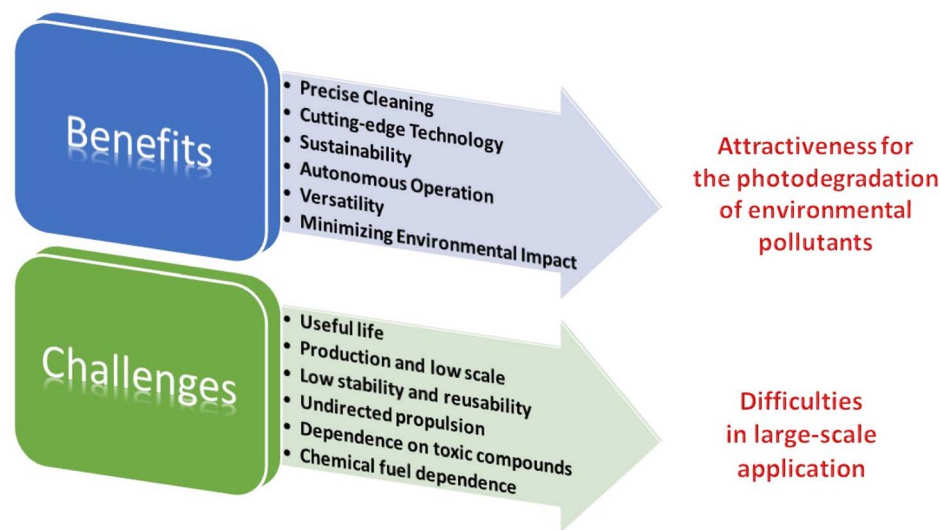 Benefits
• Precise Cleaning
• Cutting-edge Technology
• Sustainability
• Autonomous Operation
• Versatility
• Minimizing Environmental Impact
Attractiveness for
the photodegradation
of environmental
pollutants
Challenges
• Useful life
• Production and low scale
• Low stability and reusability
• Undirected propulsion
• Dependence on toxic compounds
• Chemical fuel dependence
Difficulties
in large-scale
application